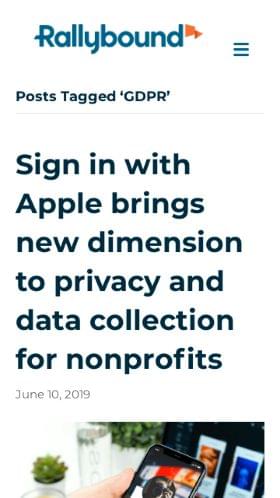 Rallybound
Posts Tagged ‘GDPR’
Sign in with
Apple brings
new dimension
to privacy and
data collection
for nonprofits
June 10, 2019